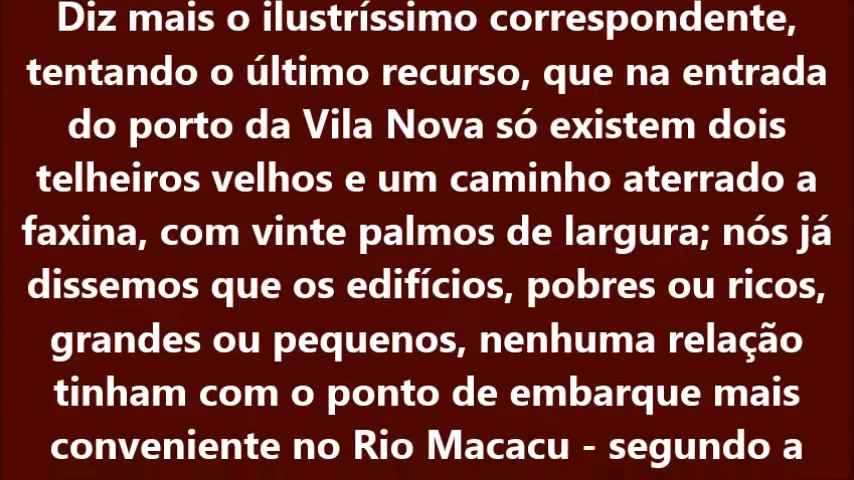 Diz mais o ilustríssimo correspondente,
tentando o último recurso, que na entrada
do porto da Vila Nova só existem dois
telheiros velhos e um caminho aterrado a
faxina, com vinte palmos de largura; nós já
dissemos que os edifícios, pobres ou ricos,
grandes ou pequenos, nenhuma relação
tinham com o ponto de embarque mais
conveniente no Rio Macacu - segundo a